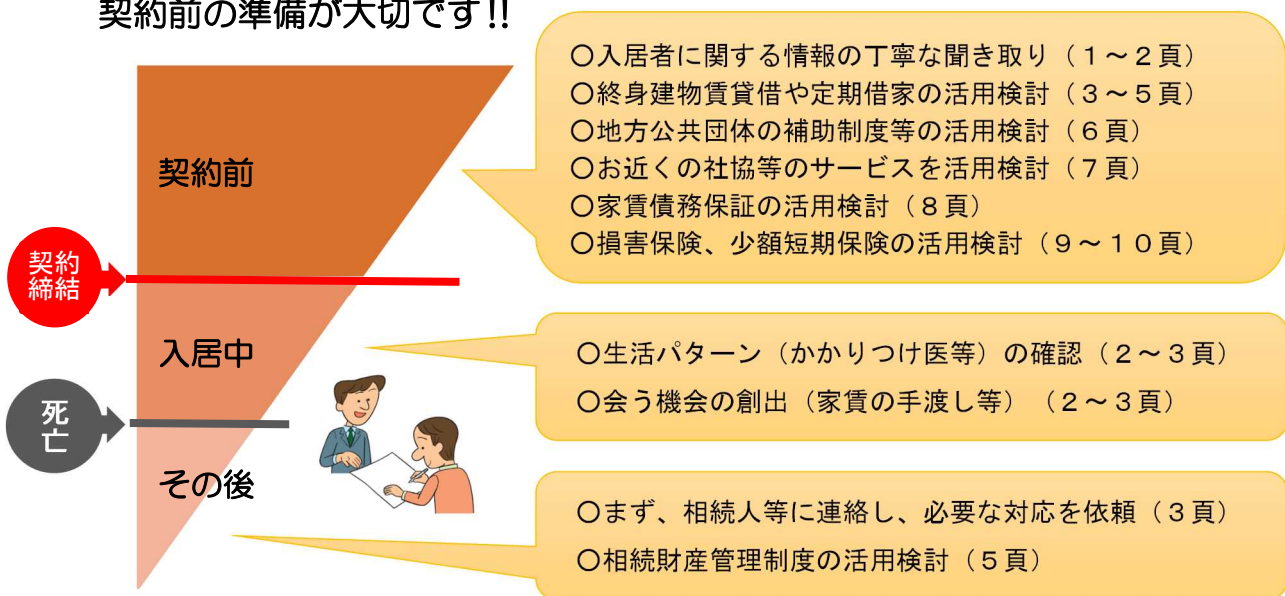 契約前の準備が大切です!!
契約前
〇入居者に関する情報の丁寧な聞き取り（１～２頁）
〇終身建物賃貸借や定期借家の活用検討（３～５頁）
〇地方公共団体の補助制度等の活用検討（６頁）
〇お近くの社協等のサービスを活用検討（７頁）
〇家賃債務保証の活用検討（８頁）
〇損害保険、少額短期保険の活用検討（９～１０頁）
契約
締結
入居中
〇生活パターン（かかりつけ医等）の確認（２～３頁）
〇会う機会の創出（家賃の手渡し等）（２～３頁）
死
亡
その後
〇まず、相続人等に連絡し、必要な対応を依頼（３頁）
〇相続財産管理制度の活用検討（５頁）